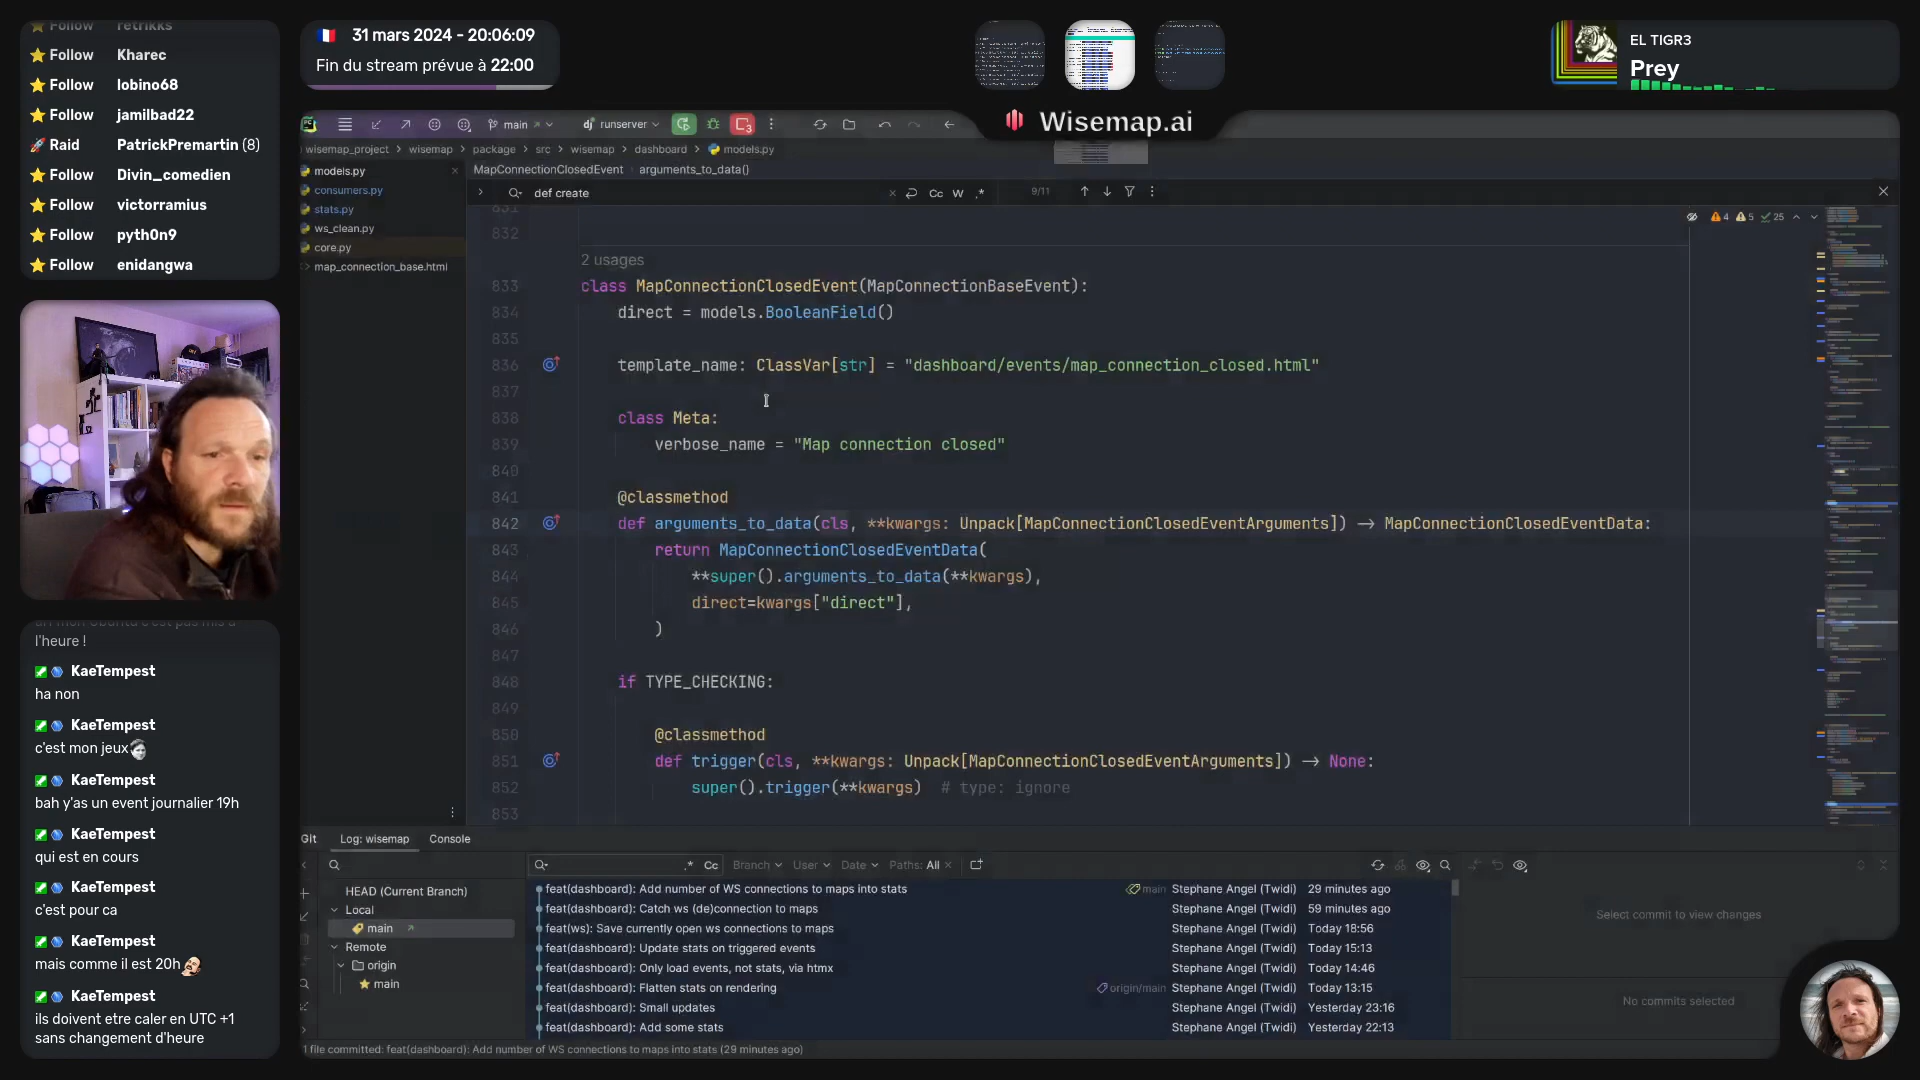 Follow retrikks
Follow Kharec
Follow lobino68
Follow jamilbad22
Raid PatrickPremartin (8)
Follow Divin_comedien
Follow victorramius
Follow pyth0n9
Follow enidangwa
31 mars 2024 - 20:06:09
Fin du stream prévue à 22:00
EL TIGR3
Prey
Wisemap.ai
main
dj runserver
wisemap_project > wisemap > package > src > wisemap > dashboard > models.py
models.py
consumers.py
stats.py
ws_clean.py
core.py
map_connection_base.html
MapConnectionClosedEvent > arguments_to_data()
def create
Cc W .*
9/11
4 5 25
831
832
2 usages
833 class MapConnectionClosedEvent(MapConnectionBaseEvent):
834 direct = models.BooleanField()
835
836 template_name: ClassVar[str] = "dashboard/events/map_connection_closed.html"
837
838 class Meta:
839 verbose_name = "Map connection closed"
840
841 @classmethod
842 def arguments_to_data(cls, **kwargs: Unpack[MapConnectionClosedEventArguments]) → MapConnectionClosedEventData:
843 return MapConnectionClosedEventData(
844 **super().arguments_to_data(**kwargs),
845 direct=kwargs["direct"],
846 )
847
848 if TYPE_CHECKING:
849
850 @classmethod
851 def trigger(cls, **kwargs: Unpack[MapConnectionClosedEventArguments]) → None:
852 super().trigger(**kwargs) # type: ignore
853
l'heure !
KaeTempest
ha non
KaeTempest
c'est mon jeux
KaeTempest
bah y'as un event journalier 19h
KaeTempest
qui est en cours
KaeTempest
c'est pour ca
KaeTempest
mais comme il est 20h
KaeTempest
ils doivent etre caler en UTC +1
sans changement d'heure
Git Log: wisemap Console
.* Cc Branch User Date Paths: All
HEAD (Current Branch)
Local
main
Remote
origin
main
feat(dashboard): Add number of WS connections to maps into stats main Stephane Angel (Twidi) 29 minutes ago
feat(dashboard): Catch ws (de)connection to maps Stephane Angel (Twidi) 59 minutes ago
feat(ws): Save currently open ws connections to maps Stephane Angel (Twidi) Today 18:56
feat(dashboard): Update stats on triggered events Stephane Angel (Twidi) Today 15:13
feat(dashboard): Only load events, not stats, via htmx Stephane Angel (Twidi) Today 14:46
feat(dashboard): Flatten stats on rendering origin/main Stephane Angel (Twidi) Today 13:15
feat(dashboard): Small updates Stephane Angel (Twidi) Yesterday 23:16
feat(dashboard): Add some stats Stephane Angel (Twidi) Yesterday 22:13
Select commit to view changes
No commits selected
1 file committed: feat(dashboard): Add number of WS connections to maps into stats (29 minutes ago)